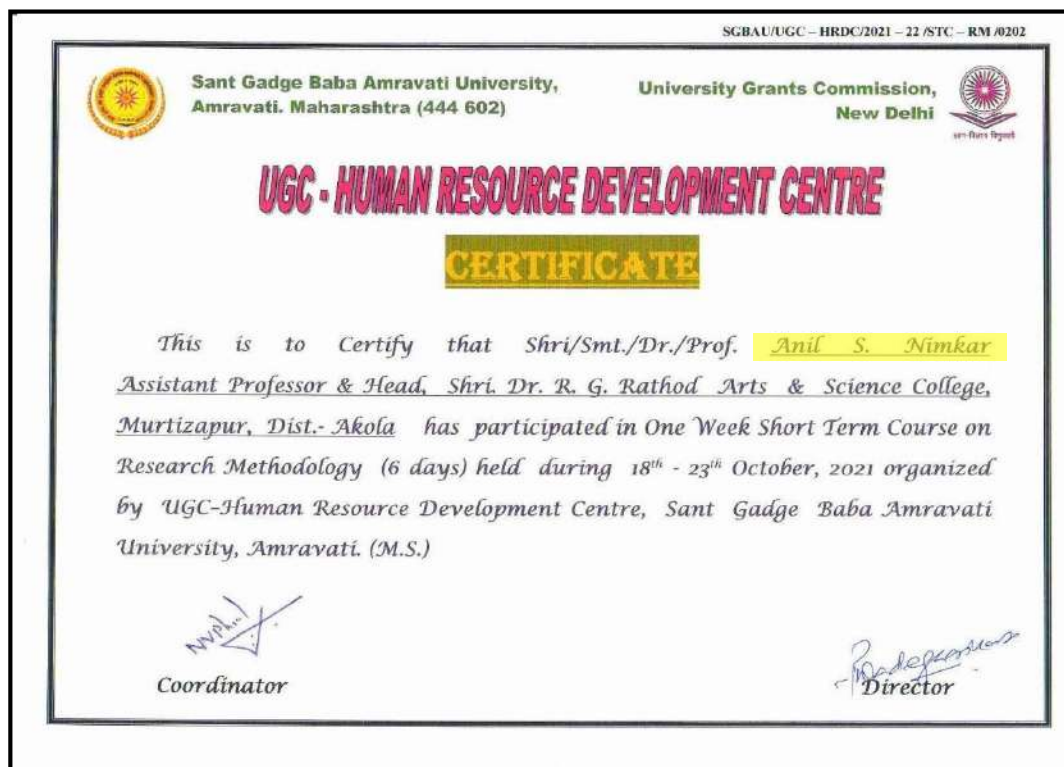 SGBAU/UGC – HRDC/2021 – 22 /STC – RM /0202
Sant Gadge Baba Amravati University,
Amravati. Maharashtra (444 602)
University Grants Commission,
New Delhi
ज्ञान-विज्ञान विमुक्तये
UGC - HUMAN RESOURCE DEVELOPMENT CENTRE
CERTIFICATE
This is to Certify that Shri/Smt./Dr./Prof. Anil S. Nimkar
Assistant Professor & Head, Shri. Dr. R. G. Rathod Arts & Science College,
Murtizapur, Dist.- Akola has participated in One Week Short Term Course on
Research Methodology (6 days) held during 18th - 23th October, 2021 organized
by UGC-Human Resource Development Centre, Sant Gadge Baba Amravati
University, Amravati. (M.S.)
Coordinator
Director